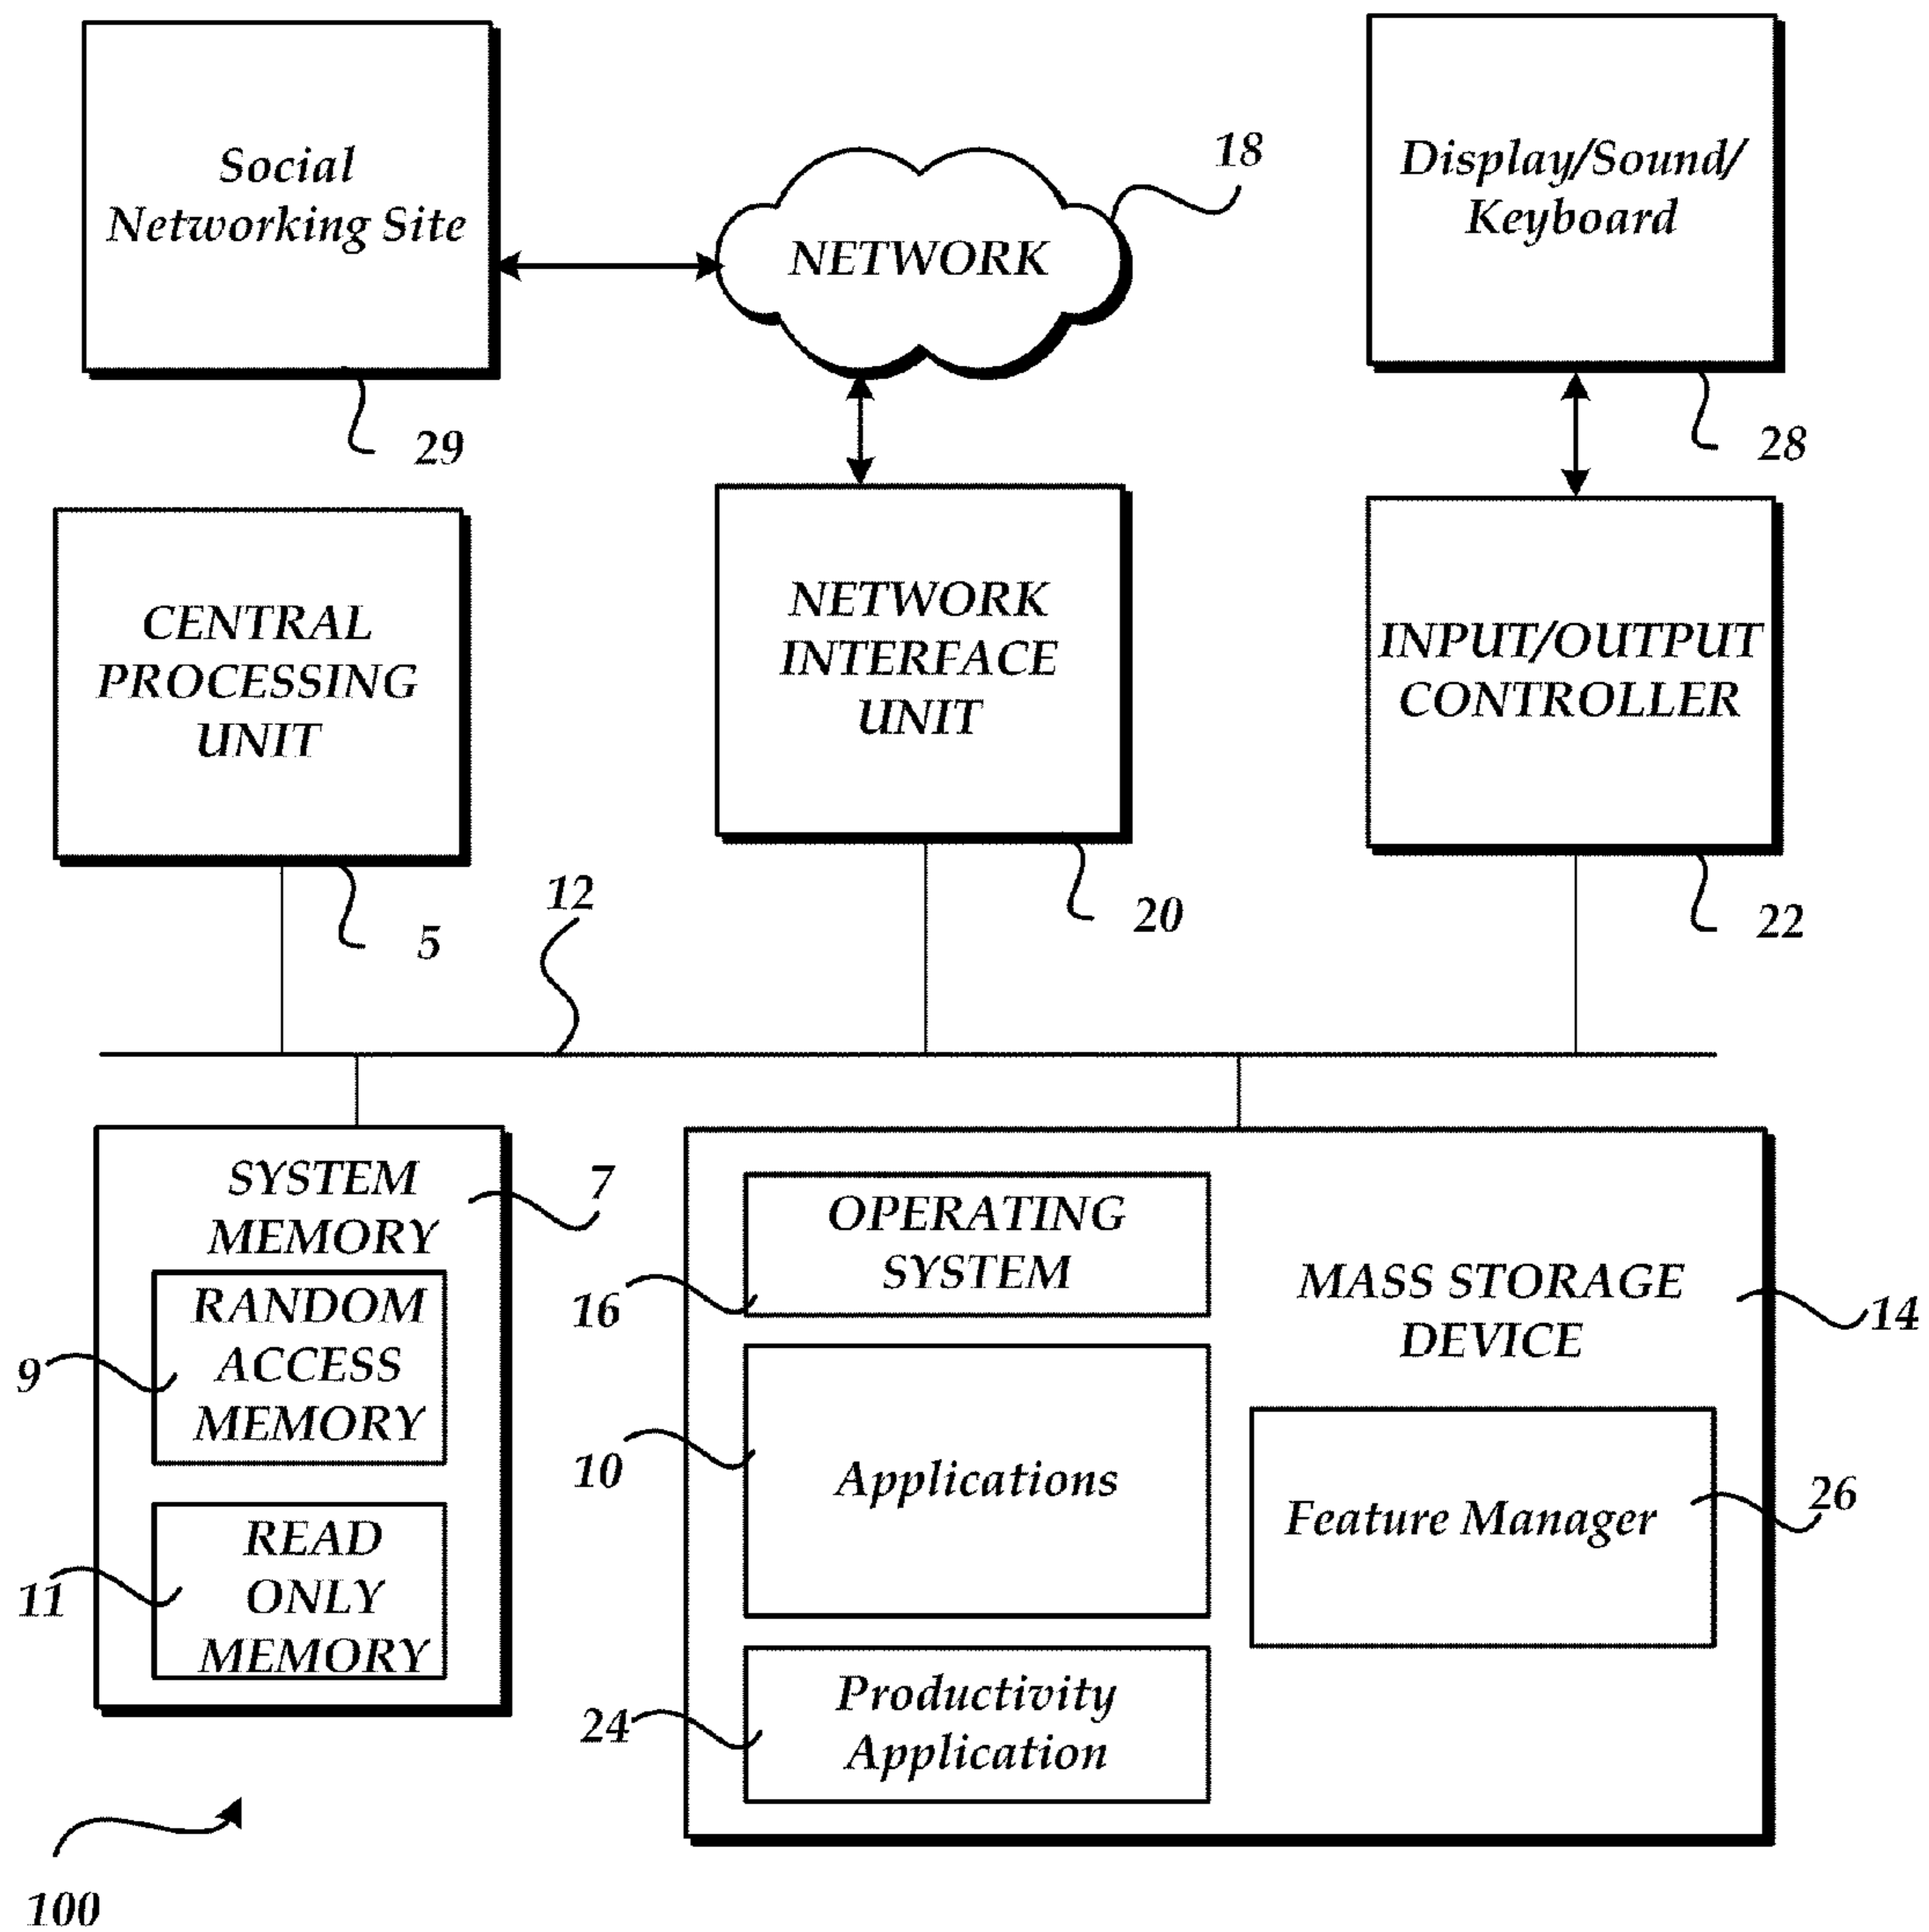 Social
Networking Site
29
NETWORK
18
Display/Sound/
Keyboard
28
CENTRAL
PROCESSING
UNIT
5
NETWORK
INTERFACE
UNIT
20
INPUT/OUTPUT
CONTROLLER
22
12
SYSTEM
MEMORY
7
RANDOM
ACCESS
MEMORY
9
READ
ONLY
MEMORY
11
OPERATING
SYSTEM
16
MASS STORAGE
DEVICE
14
Applications
10
Feature Manager
26
Productivity
Application
24
100